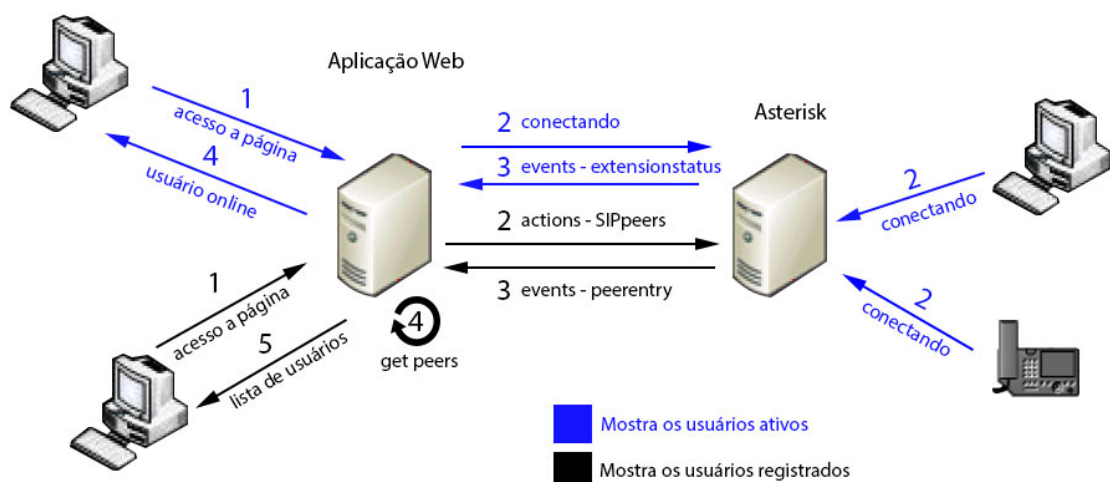 Aplicação Web
Asterisk
1
acesso a página
4
usuário online
2 conectando
3 events - extensionstatus
2 actions - SIPpeers
3 events - peerentry
2
conectando
2
conectando
1
acesso a página
5
lista de usuários
4
get peers
Mostra os usuários ativos
Mostra os usuários registrados